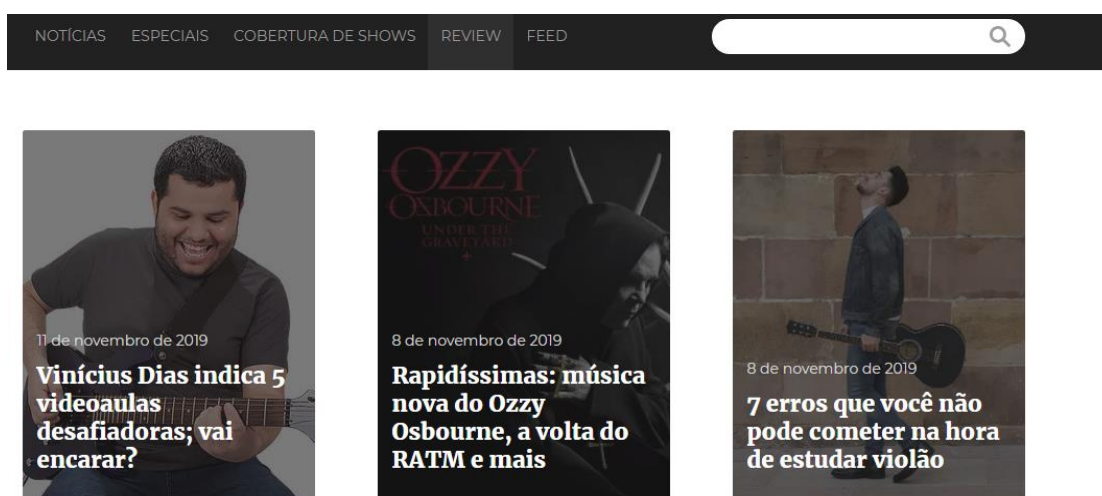 NOTÍCIAS ESPECIAIS COBERTURA DE SHOWS REVIEW FEED
11 de novembro de 2019
Vinícius Dias indica 5
videoaulas
desafiadoras; vai
encarar?
OZZY
OSBOURNE
UNDER THE
GRAVEYARD
8 de novembro de 2019
Rapidíssimas: música
nova do Ozzy
Osbourne, a volta do
RATM e mais
8 de novembro de 2019
7 erros que você não
pode cometer na hora
de estudar violão